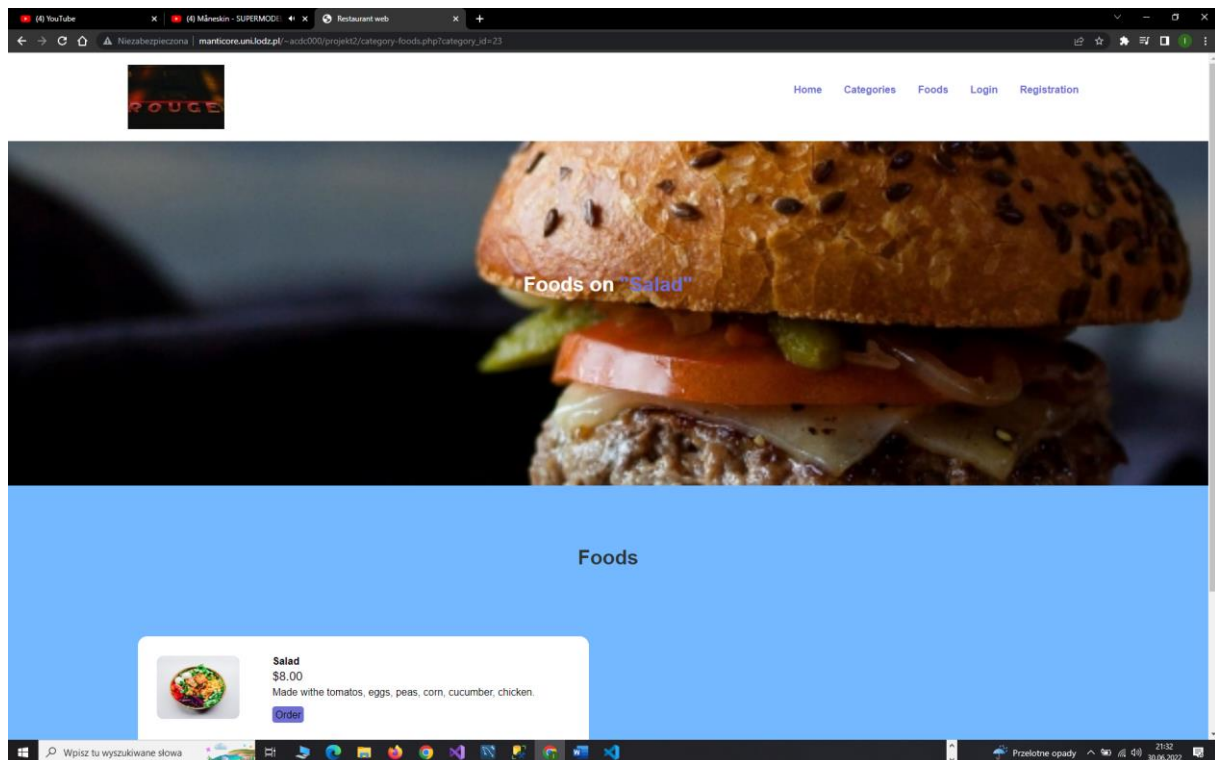 (4) YouTube
(4) Måneskin - SUPERMODEL
Restaurant web
Niezabezpieczona | manticore.uni.lodz.pl/~acdc000/projekt2/category-foods.php?category_id=23
ROUGE
Home Categories Foods Login Registration
Foods on "Salad"
Foods
Salad
$8.00
Made withe tomatos, eggs, peas, corn, cucumber, chicken.
Order
Wpisz tu wyszukiwane słowa
Przelotne opady
21:32
30.06.2022